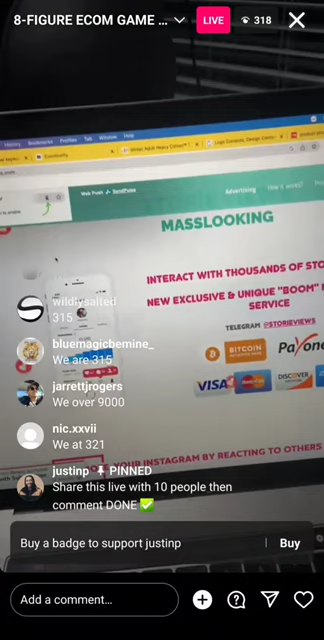 8-FIGURE ECOM GAME ... LIVE 318
History Bookmarks Profiles Tab Window Help
Community
Web Push SendPulse
Advertising How it works?
MASSLOOKING
INTERACT WITH THOUSANDS OF STO
NEW EXCLUSIVE & UNIQUE "BOOM"
SERVICE
TELEGRAM @STORIEVIEWS
BITCOIN Payone
VISA DISCOVER
YOUR INSTAGRAM BY REACTING TO OTHERS
wildlysalted
315
bluemagicbemine_
We are 315
jarrettjrogers
We over 9000
nic.xxvii
We at 321
justinp PINNED
Share this live with 10 people then
comment DONE ✅
Buy a badge to support justinp Buy
Add a comment...